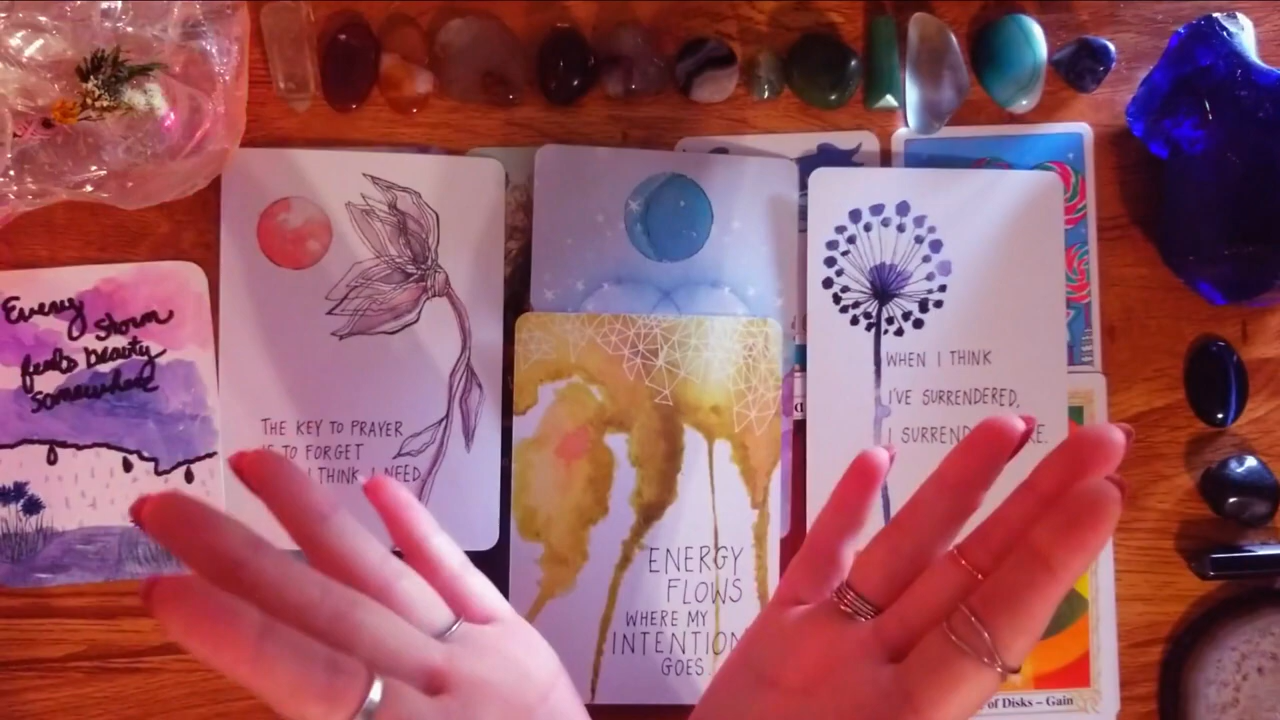 Every
storm
feels beauty
somewhere
THE KEY TO PRAYER
IS TO FORGET
I THINK I NEED.
ENERGY
FLOWS
WHERE MY
INTENTION
GOES.
WHEN I THINK
I'VE SURRENDERED,
I SURRENDER
of Disks – Gain